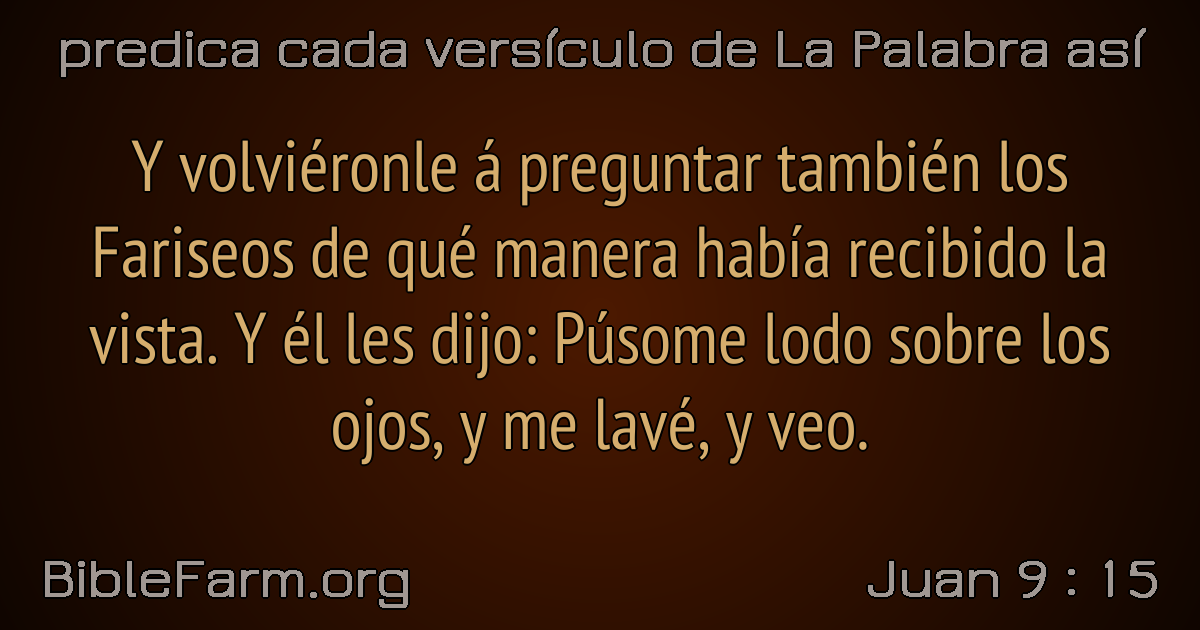 predica cada versículo de La Palabra así
Y volviéronle á preguntar también los
Fariseos de qué manera había recibido la
vista. Y él les dijo: Púsome lodo sobre los
ojos, y me lavé, y veo.
BibleFarm.org
Juan 9 : 15